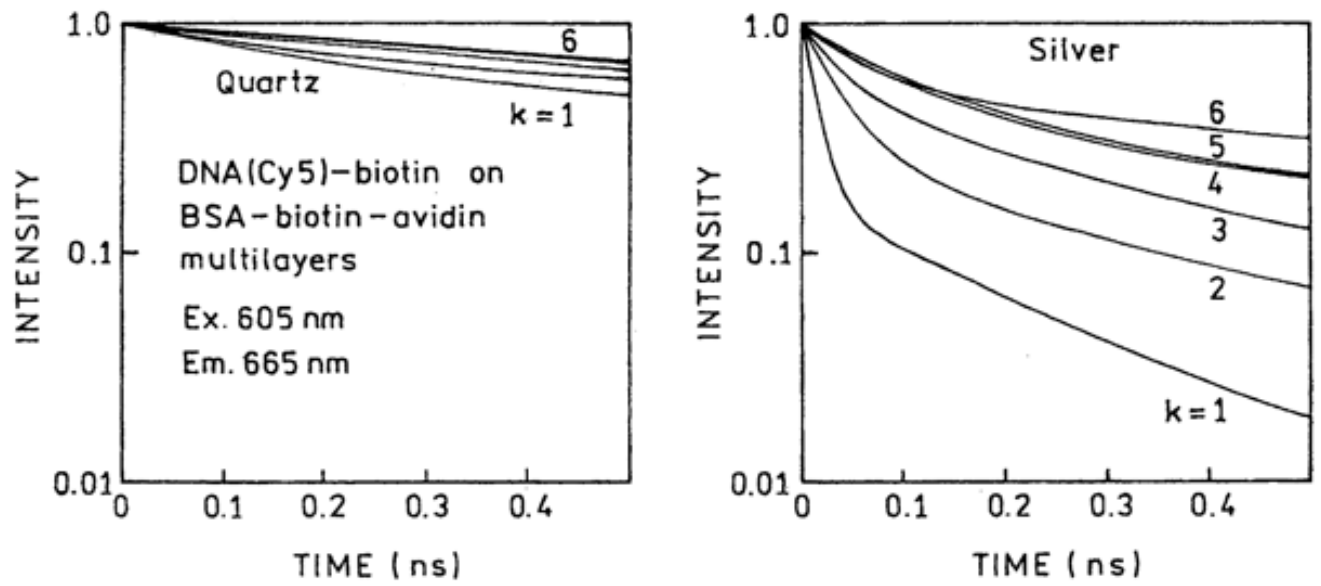 1.0
6
Quartz
k=1
DNA(Cy5)-biotin on
BSA-biotin-avidin
multilayers
Ex. 605 nm
Em. 665 nm
0.1
0.01
0 0.1 0.2 0.3 0.4
TIME (ns)
INTENSITY
1.0
Silver
6
5
4
3
2
k=1
0.1
0.01
0 0.1 0.2 0.3 0.4
TIME (ns)
INTENSITY